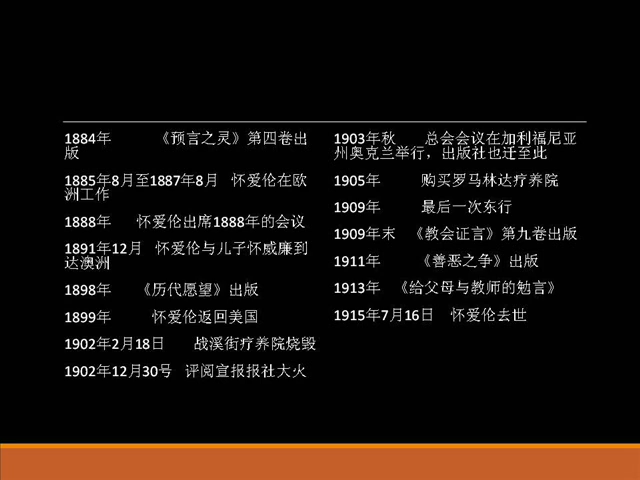 1884年 《预言之灵》第四卷出
版
1885年8月至1887年8月 怀爱伦在欧
洲工作
1888年 怀爱伦出席1888年的会议
1891年12月 怀爱伦与儿子怀威廉到
达澳洲
1898年 《历代愿望》出版
1899年 怀爱伦返回美国
1902年2月18日 战溪街疗养院烧毁
1902年12月30号 评阅宣报报社大火
1903年秋 总会会议在加利福尼亚
州奥克兰举行，出版社也迁至此
1905年 购买罗马林达疗养院
1909年 最后一次东行
1909年末 《教会证言》第九卷出版
1911年 《善恶之争》出版
1913年 《给父母与教师的勉言》
1915年7月16日 怀爱伦去世